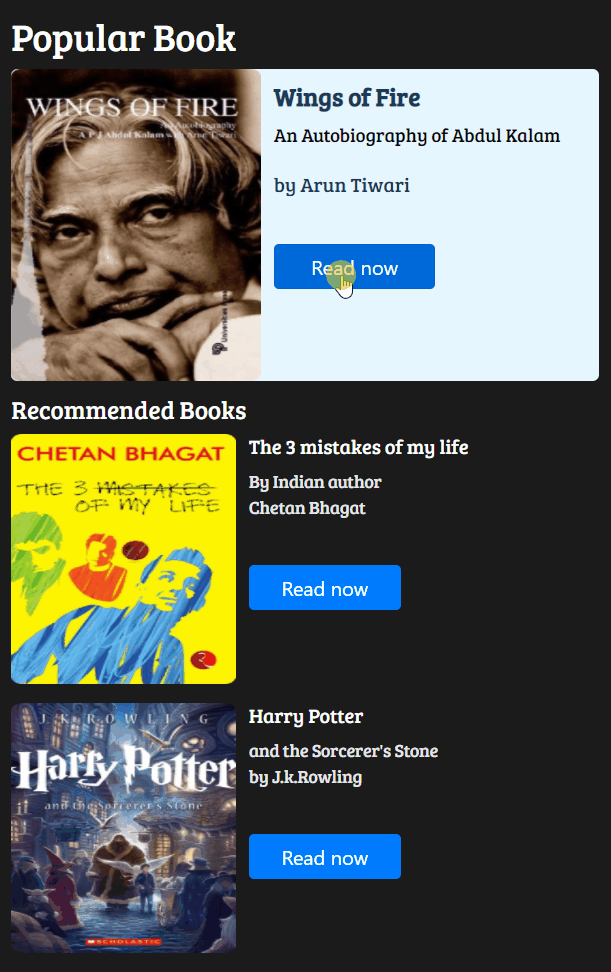 Popular Book
WINGS OF FIRE
An Autobiography
A P J Abdul Kalam with Arun Tiwari
Universities
Wings of Fire
An Autobiography of Abdul Kalam
by Arun Tiwari
Read now
Recommended Books
CHETAN BHAGAT
THE 3 MISTAKES
OF MY LIFE
The 3 mistakes of my life
By Indian author
Chetan Bhagat
Read now
J. K. ROWLING
Harry Potter
and the Sorcerer's Stone
SCHOLASTIC
Harry Potter
and the Sorcerer's Stone
by J.k.Rowling
Read now